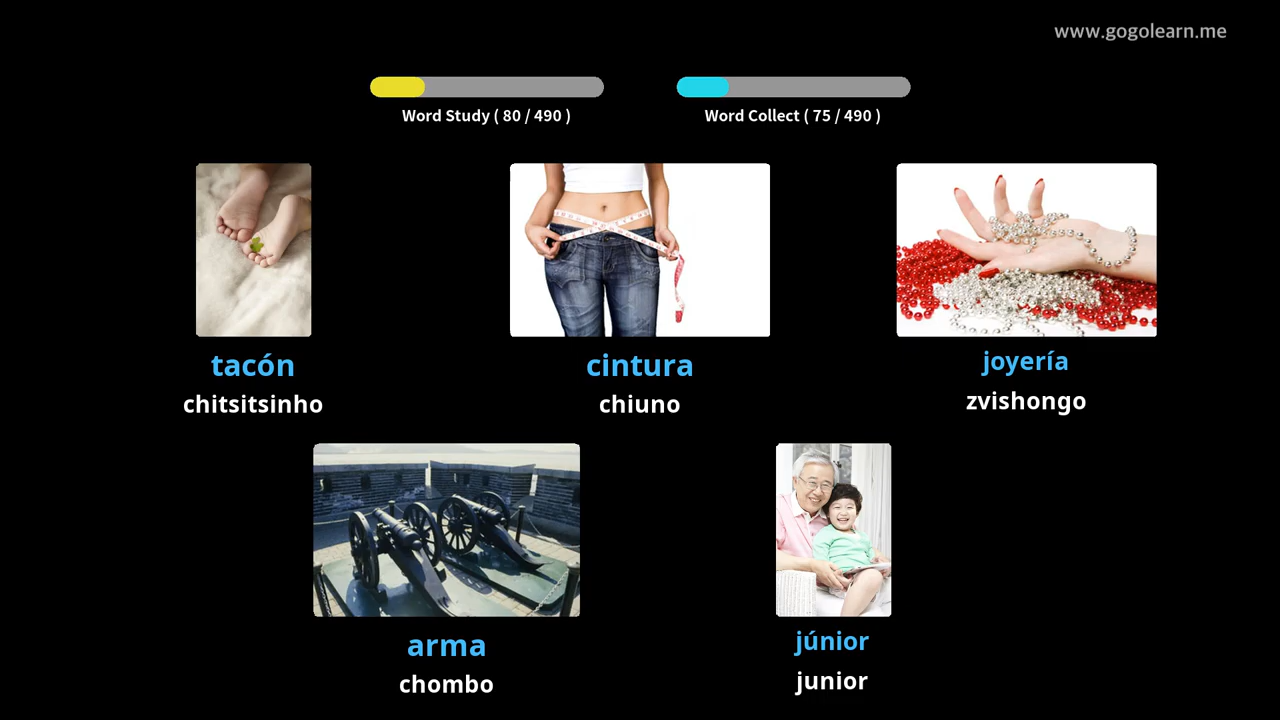 www.gogolearn.me
Word Study ( 80 / 490 )
Word Collect ( 75 / 490 )
tacón
chitsitsinho
cintura
chiuno
joyería
zvishongo
arma
chombo
júnior
junior